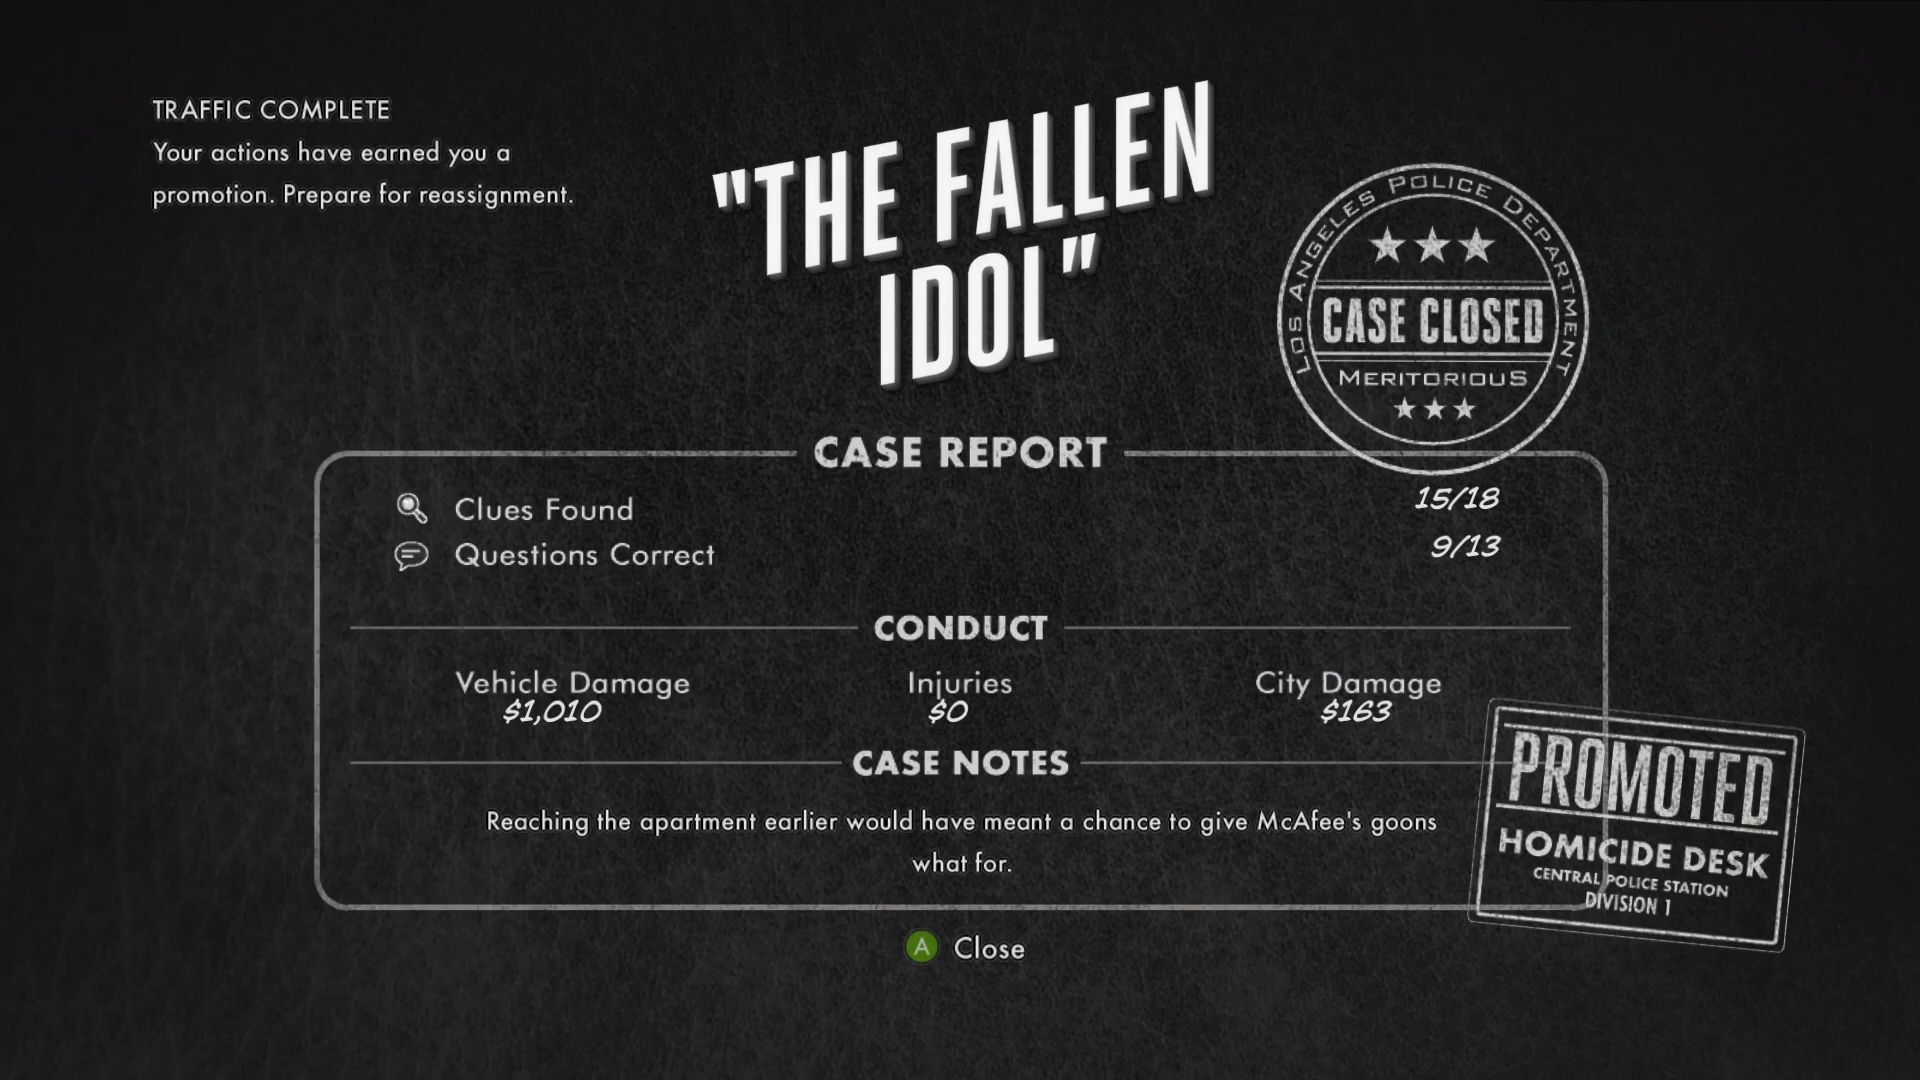 TRAFFIC COMPLETE
Your actions have earned you a
promotion. Prepare for reassignment.
"THE FALLEN
IDOL"
LOS ANGELES POLICE DEPARTMENT
CASE CLOSED
MERITORIOUS
CASE REPORT
Clues Found 15/18
Questions Correct 9/13
CONDUCT
Vehicle Damage Injuries City Damage
$1,010 $0 $163
CASE NOTES
Reaching the apartment earlier would have meant a chance to give McAfee's goons
what for.
PROMOTED
HOMICIDE DESK
CENTRAL POLICE STATION
DIVISION 1
A Close